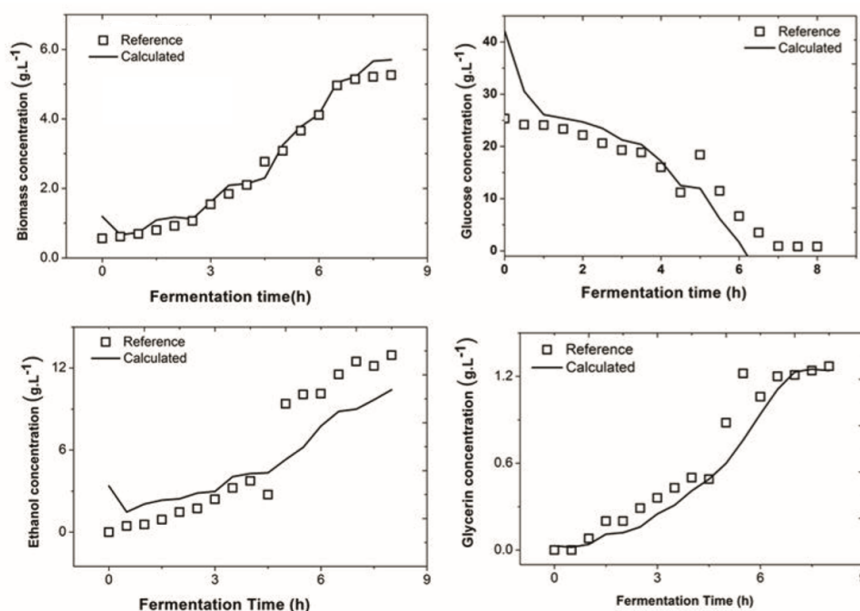 Reference
Calculated
6.0
4.0
2.0
0.0
0
3
6
9
Biomass concentration (g.L-1)
Fermentation time(h)
Reference
Calculated
40
30
20
10
0
0
2
4
6
8
Glucose concentration (g.L-1)
Fermentation time (h)
Reference
Calculated
12
6
0
0
3
6
9
Ethanol concentration (g.L-1)
Fermentation Time (h)
Reference
Calculated
1.2
0.6
0.0
0
3
6
9
Glycerin concentration (g.L-1)
Fermentation Time (h)